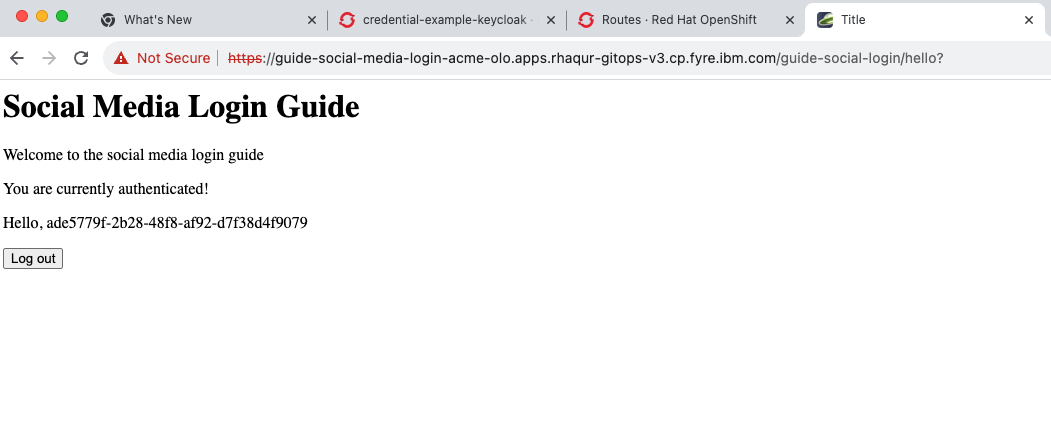 What's New
credential-example-keycloak
Routes · Red Hat OpenShift
Title
Not Secure
https://guide-social-media-login-acme-olo.apps.rhaqur-gitops-v3.cp.fyre.ibm.com/guide-social-login/hello?
Social Media Login Guide
Welcome to the social media login guide
You are currently authenticated!
Hello, ade5779f-2b28-48f8-af92-d7f38d4f9079
Log out